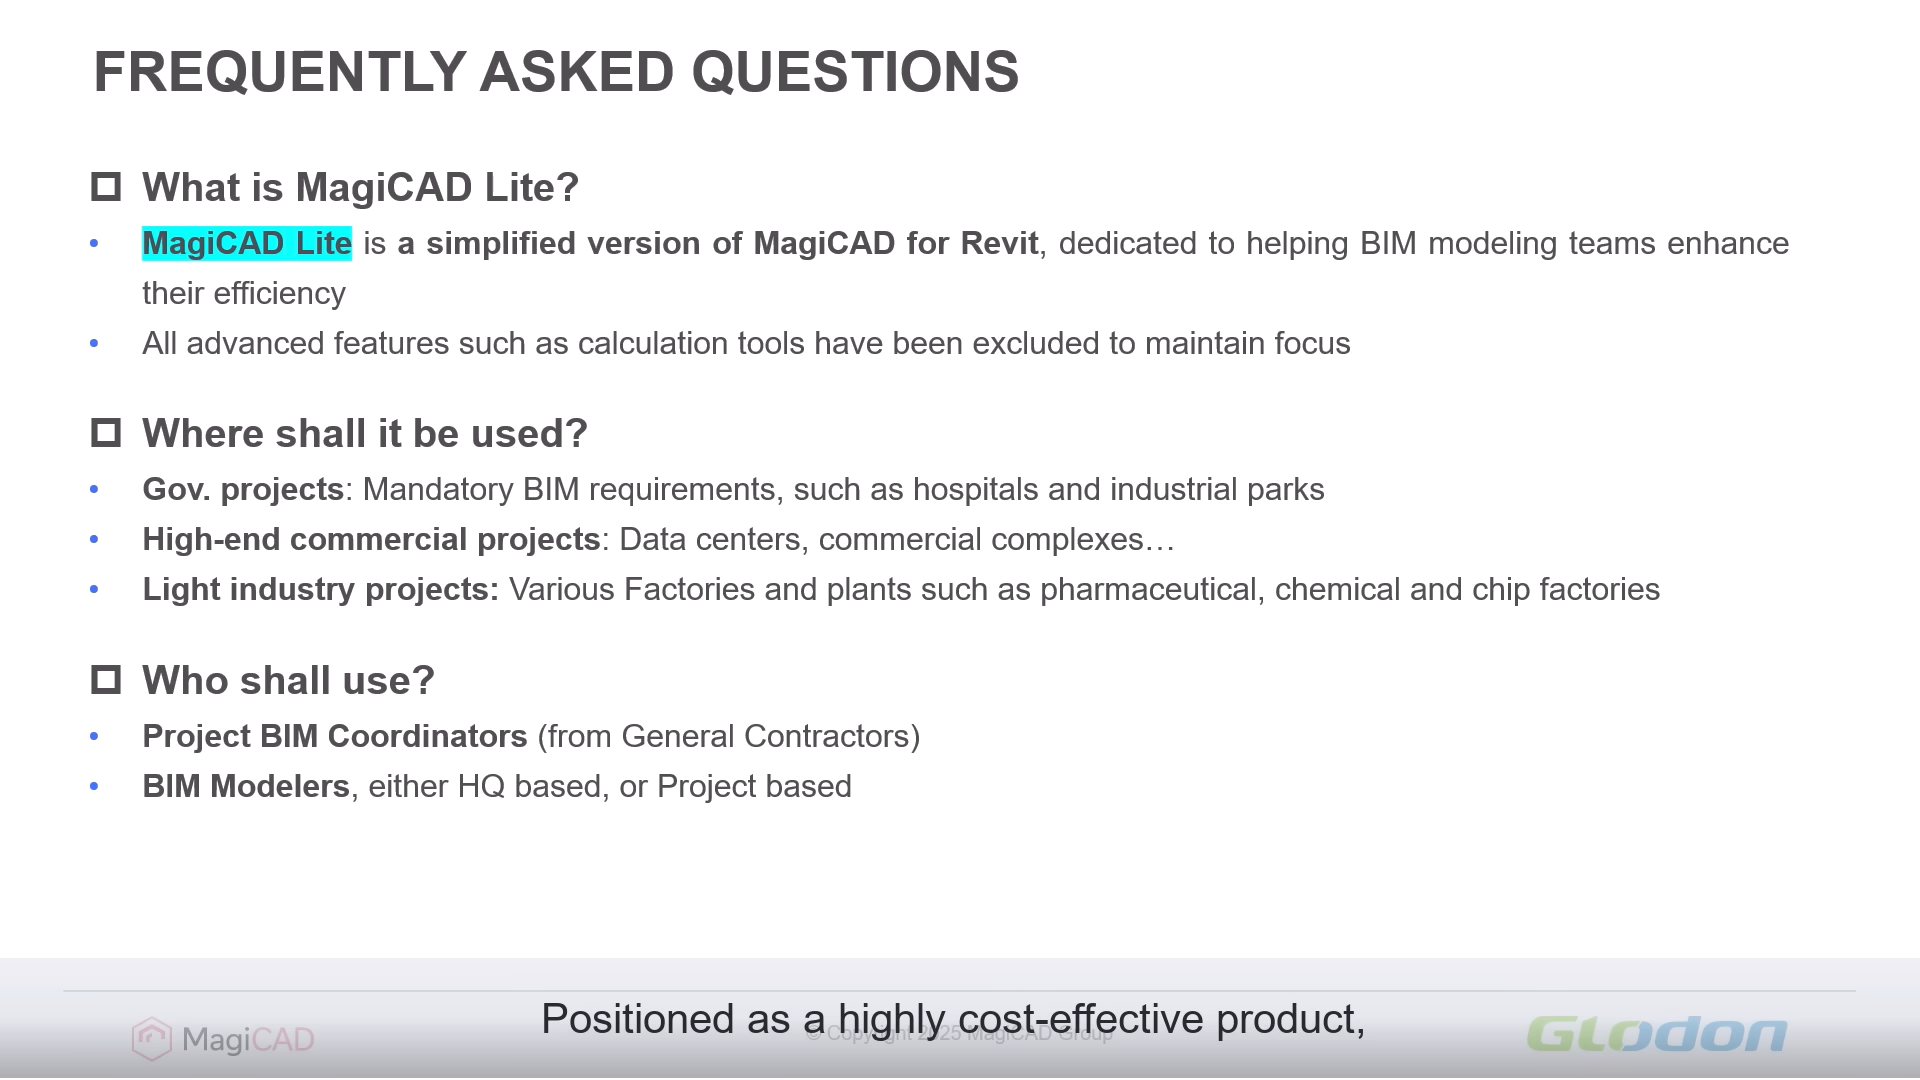 FREQUENTLY ASKED QUESTIONS
What is MagiCAD Lite?
• MagiCAD Lite is a simplified version of MagiCAD for Revit, dedicated to helping BIM modeling teams enhance
their efficiency
• All advanced features such as calculation tools have been excluded to maintain focus
Where shall it be used?
• Gov. projects: Mandatory BIM requirements, such as hospitals and industrial parks
• High-end commercial projects: Data centers, commercial complexes…
• Light industry projects: Various Factories and plants such as pharmaceutical, chemical and chip factories
Who shall use?
• Project BIM Coordinators (from General Contractors)
• BIM Modelers, either HQ based, or Project based
Positioned as a highly cost-effective product,
MagiCAD
© Copyright 2025 MagiCAD Group
GLodon